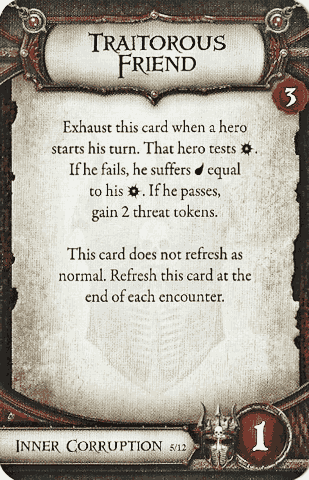 TRAITOROUS
FRIEND
3
Exhaust this card when a hero
starts his turn. That hero tests .
If he fails, he suffers equal
to his . If he passes,
gain 2 threat tokens.
This card does not refresh as
normal. Refresh this card at the
end of each encounter.
INNER CORRUPTION 5/12
1